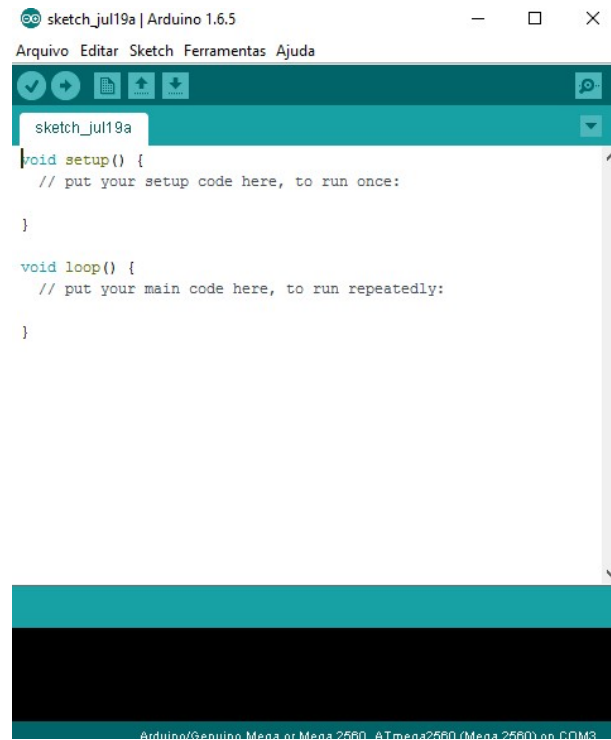 sketch_jul19a | Arduino 1.6.5
Arquivo Editar Sketch Ferramentas Ajuda
sketch_jul19a
void setup() {
  // put your setup code here, to run once:
}
void loop() {
  // put your main code here, to run repeatedly:
}
Arduino/Genuino Mega or Mega 2560, ATmega2560 (Mega 2560) on COM3